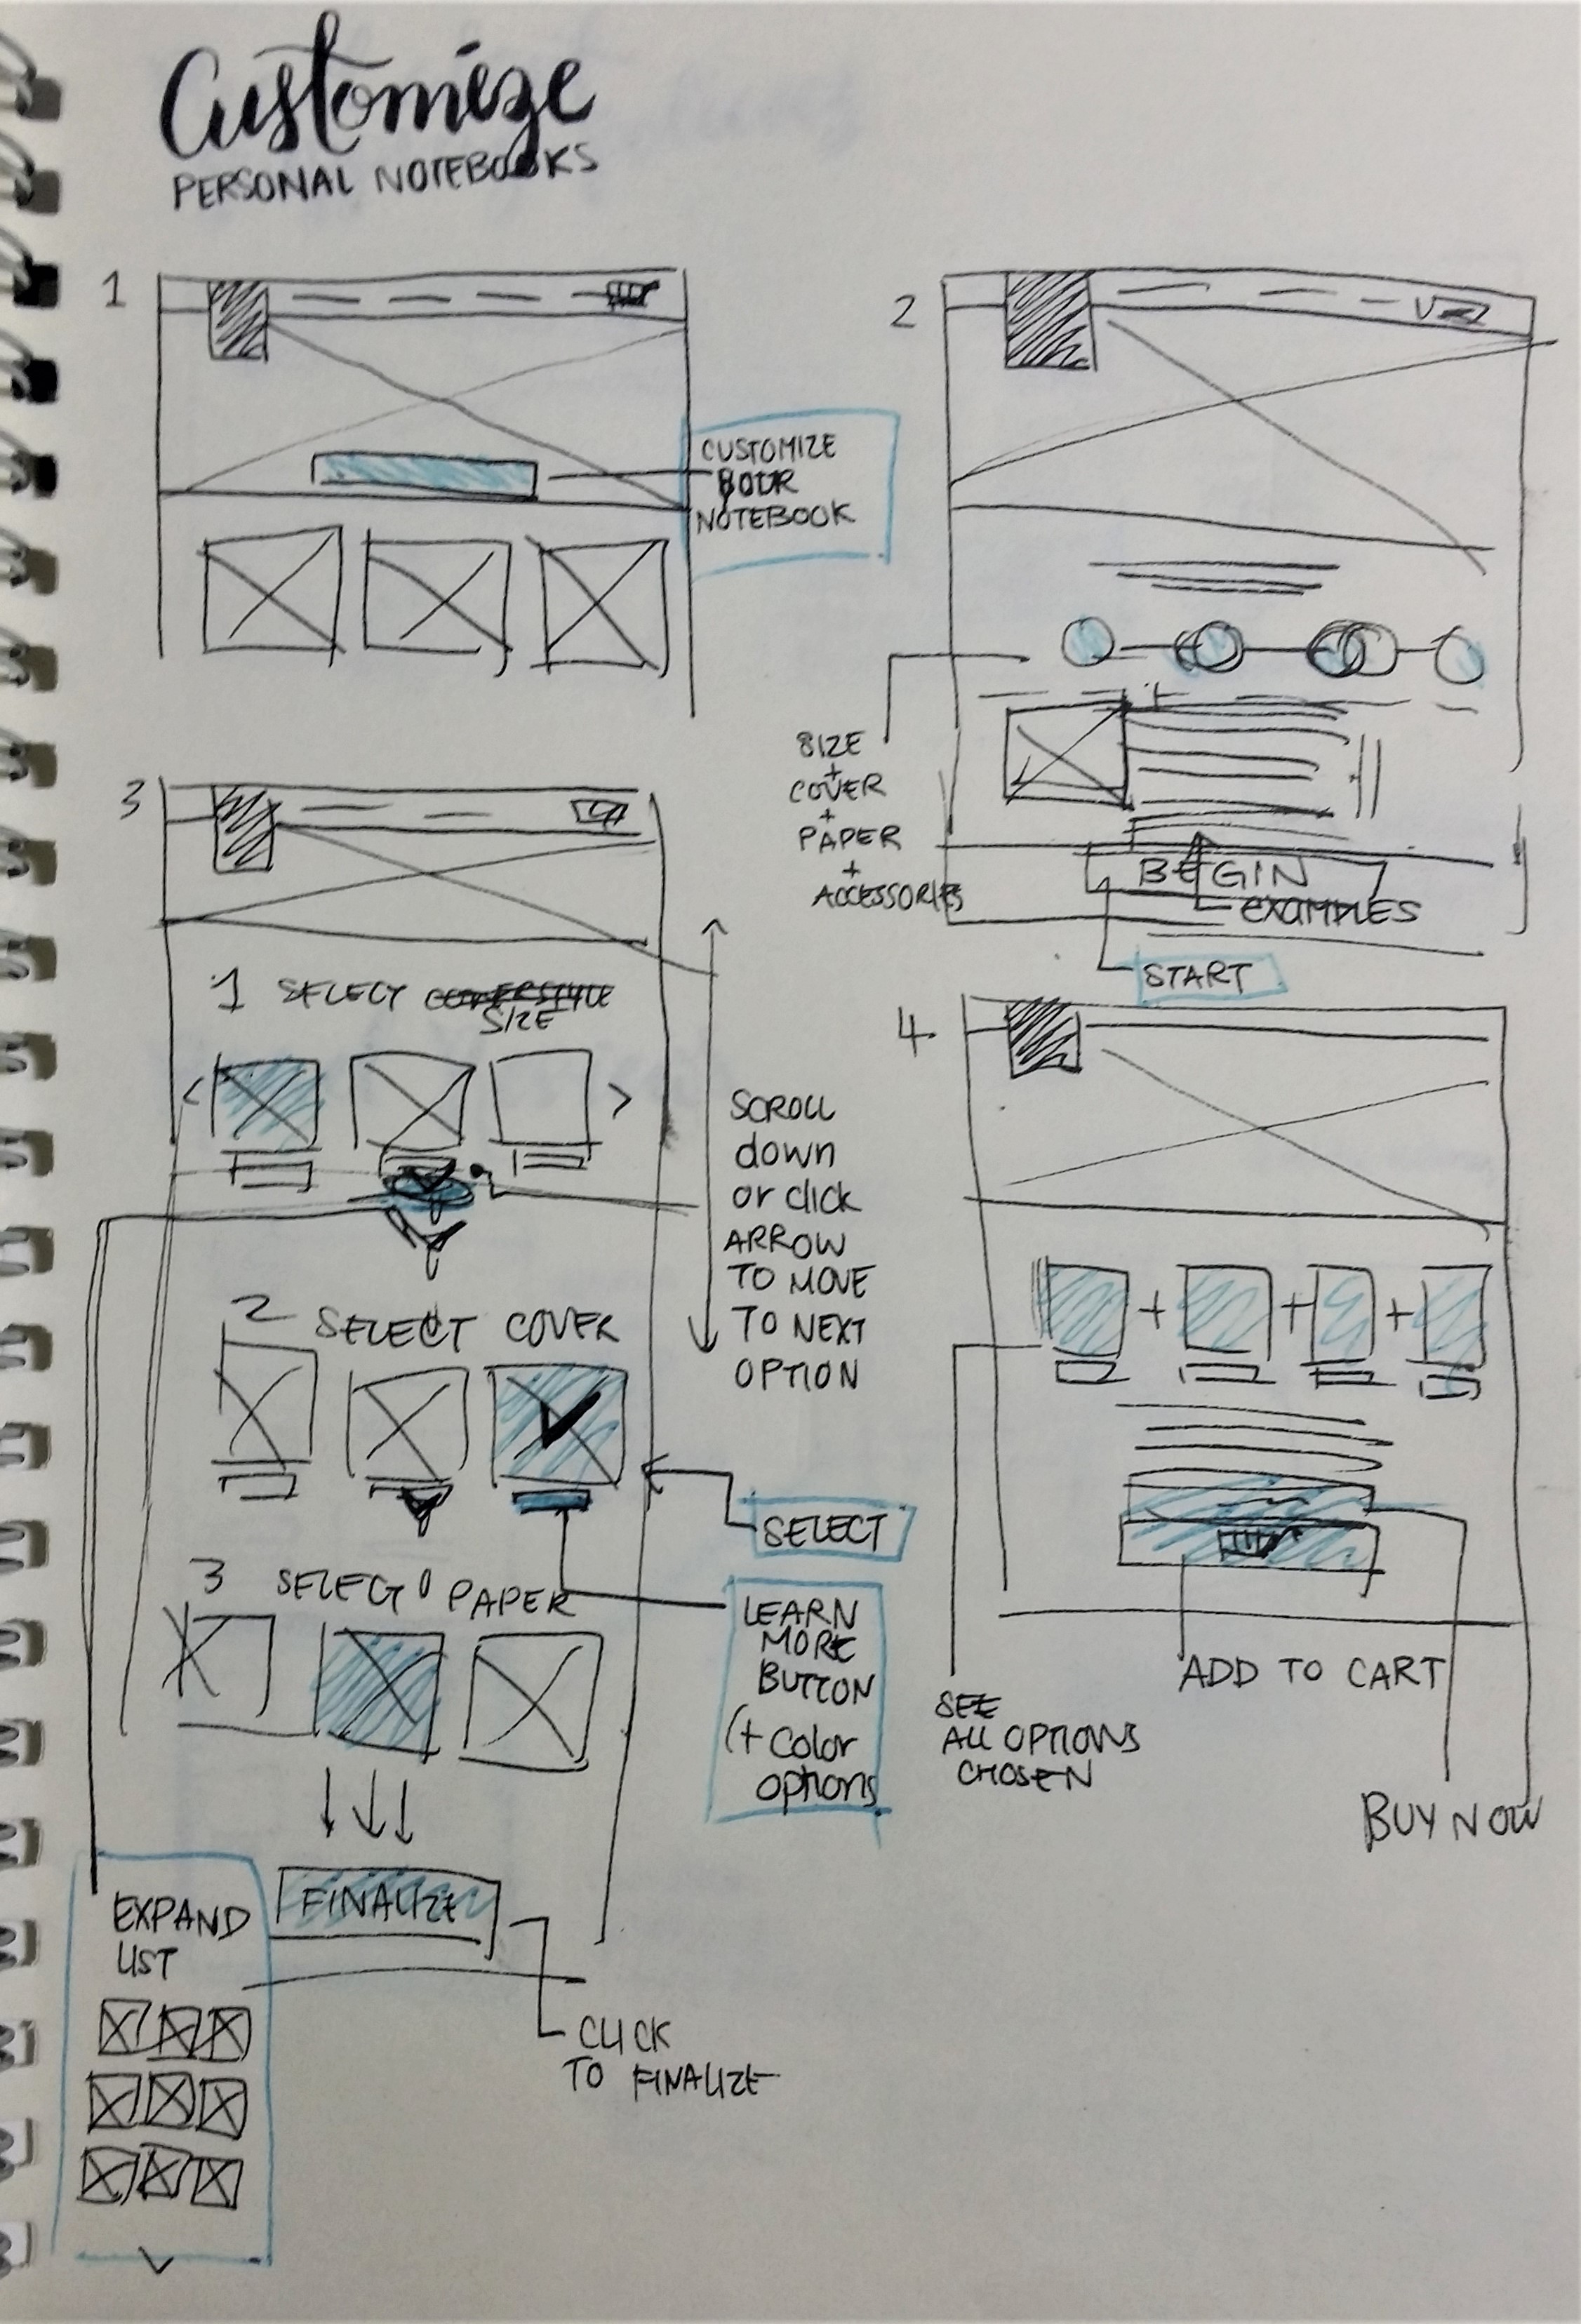 Customize
PERSONAL NOTEBOOKS
1
CUSTOMIZE
YOUR
NOTEBOOK
2
SIZE
+
COVER
+
PAPER
+
ACCESSORIES
BEGIN
EXAMPLES
START
3
1 SELECT
SIZE
SCROLL
down
or click
ARROW
TO MOVE
TO NEXT
OPTION
2 SELECT COVER
SELECT
3 SELECT PAPER
LEARN
MORE
BUTTON
(+ Color
options
FINALIZE
EXPAND
LIST
CLICK
TO FINALIZE
4
+ + +
ADD TO CART
SEE
ALL OPTIONS
CHOSEN
BUY NOW